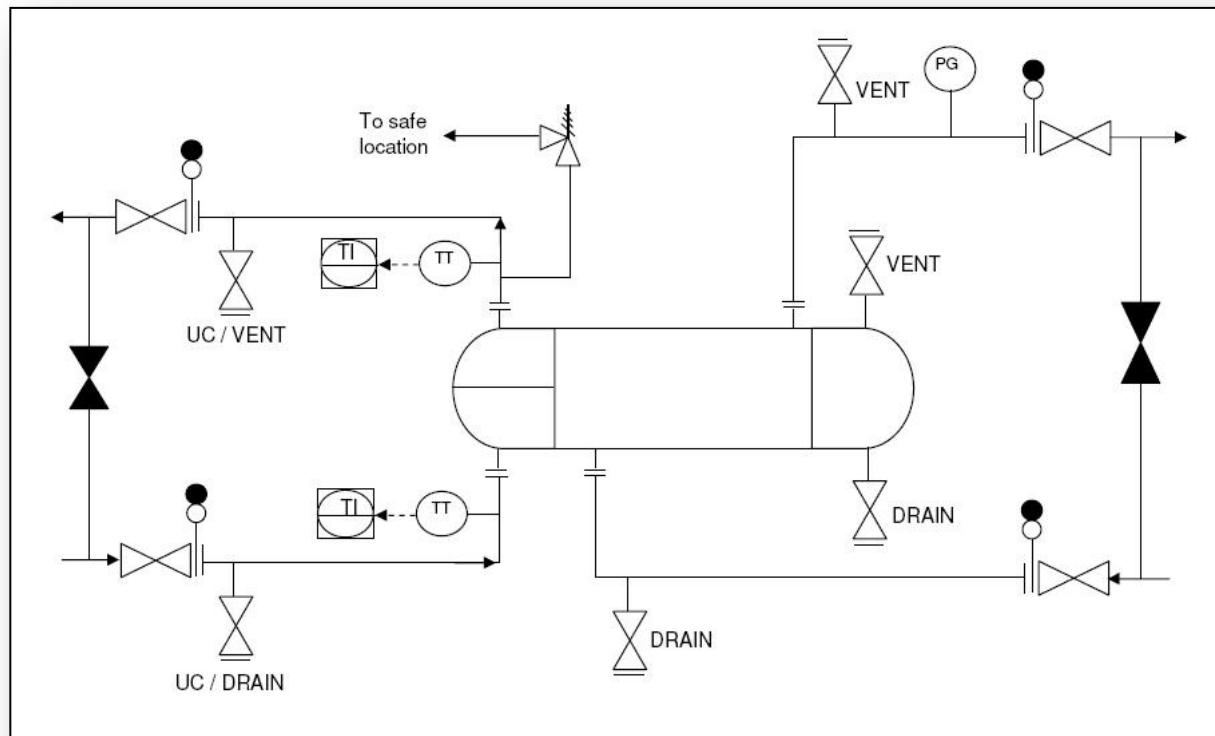 PG
VENT
To safe
location
TI
TT
VENT
UC / VENT
TI
TT
DRAIN
DRAIN
UC / DRAIN